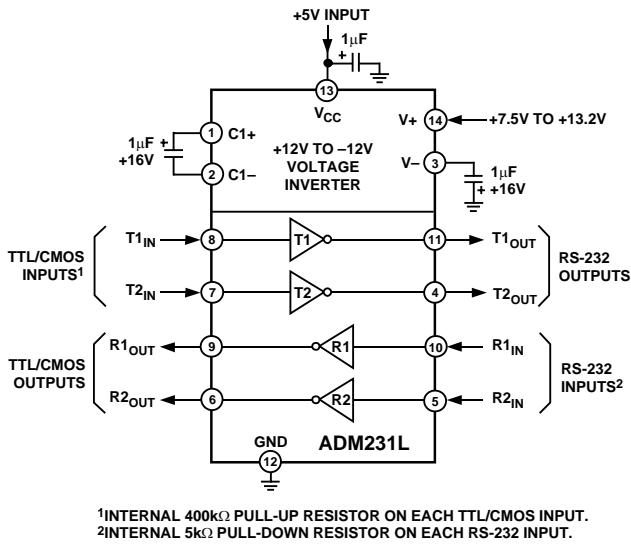 +5V INPUT
1μF
+
13
VCC
1
C1+
1μF
+16V
+
2
C1–
+12V TO –12V
VOLTAGE
INVERTER
V+
14
+7.5V TO +13.2V
V–
3
1μF
+ +16V
TTL/CMOS
INPUTS1
T1IN
8
T1
11
T1OUT
T2IN
7
T2
4
T2OUT
RS-232
OUTPUTS
TTL/CMOS
OUTPUTS
R1OUT
9
R1
10
R1IN
R2OUT
6
R2
5
R2IN
RS-232
INPUTS2
GND
12
ADM231L
1INTERNAL 400kΩ PULL-UP RESISTOR ON EACH TTL/CMOS INPUT.
2INTERNAL 5kΩ PULL-DOWN RESISTOR ON EACH RS-232 INPUT.